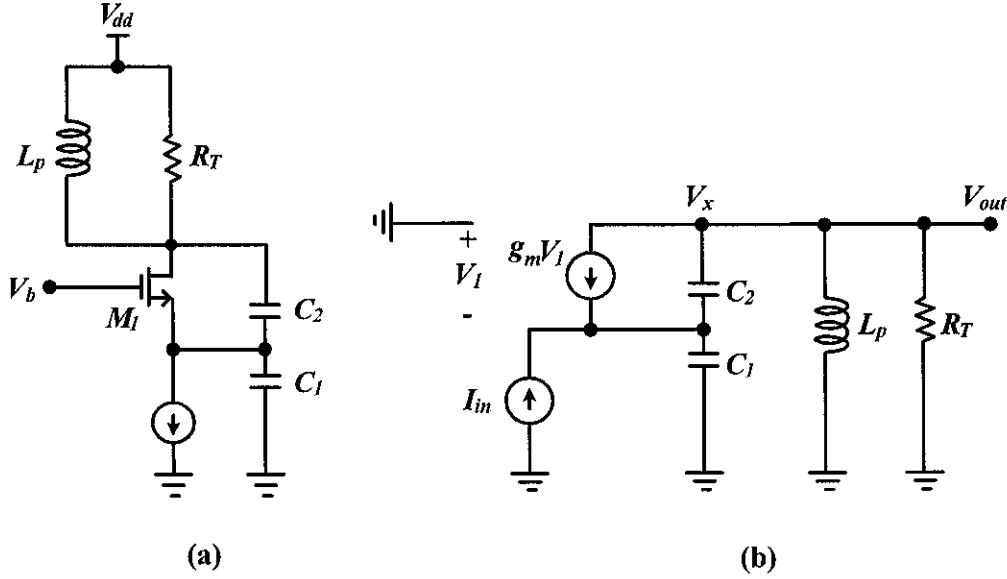 Vdd
Lp
RT
Vb
M1
C2
C1
(a)
Vx
Vout
+
V1
-
gmV1
C2
C1
Lp
RT
Iin
(b)